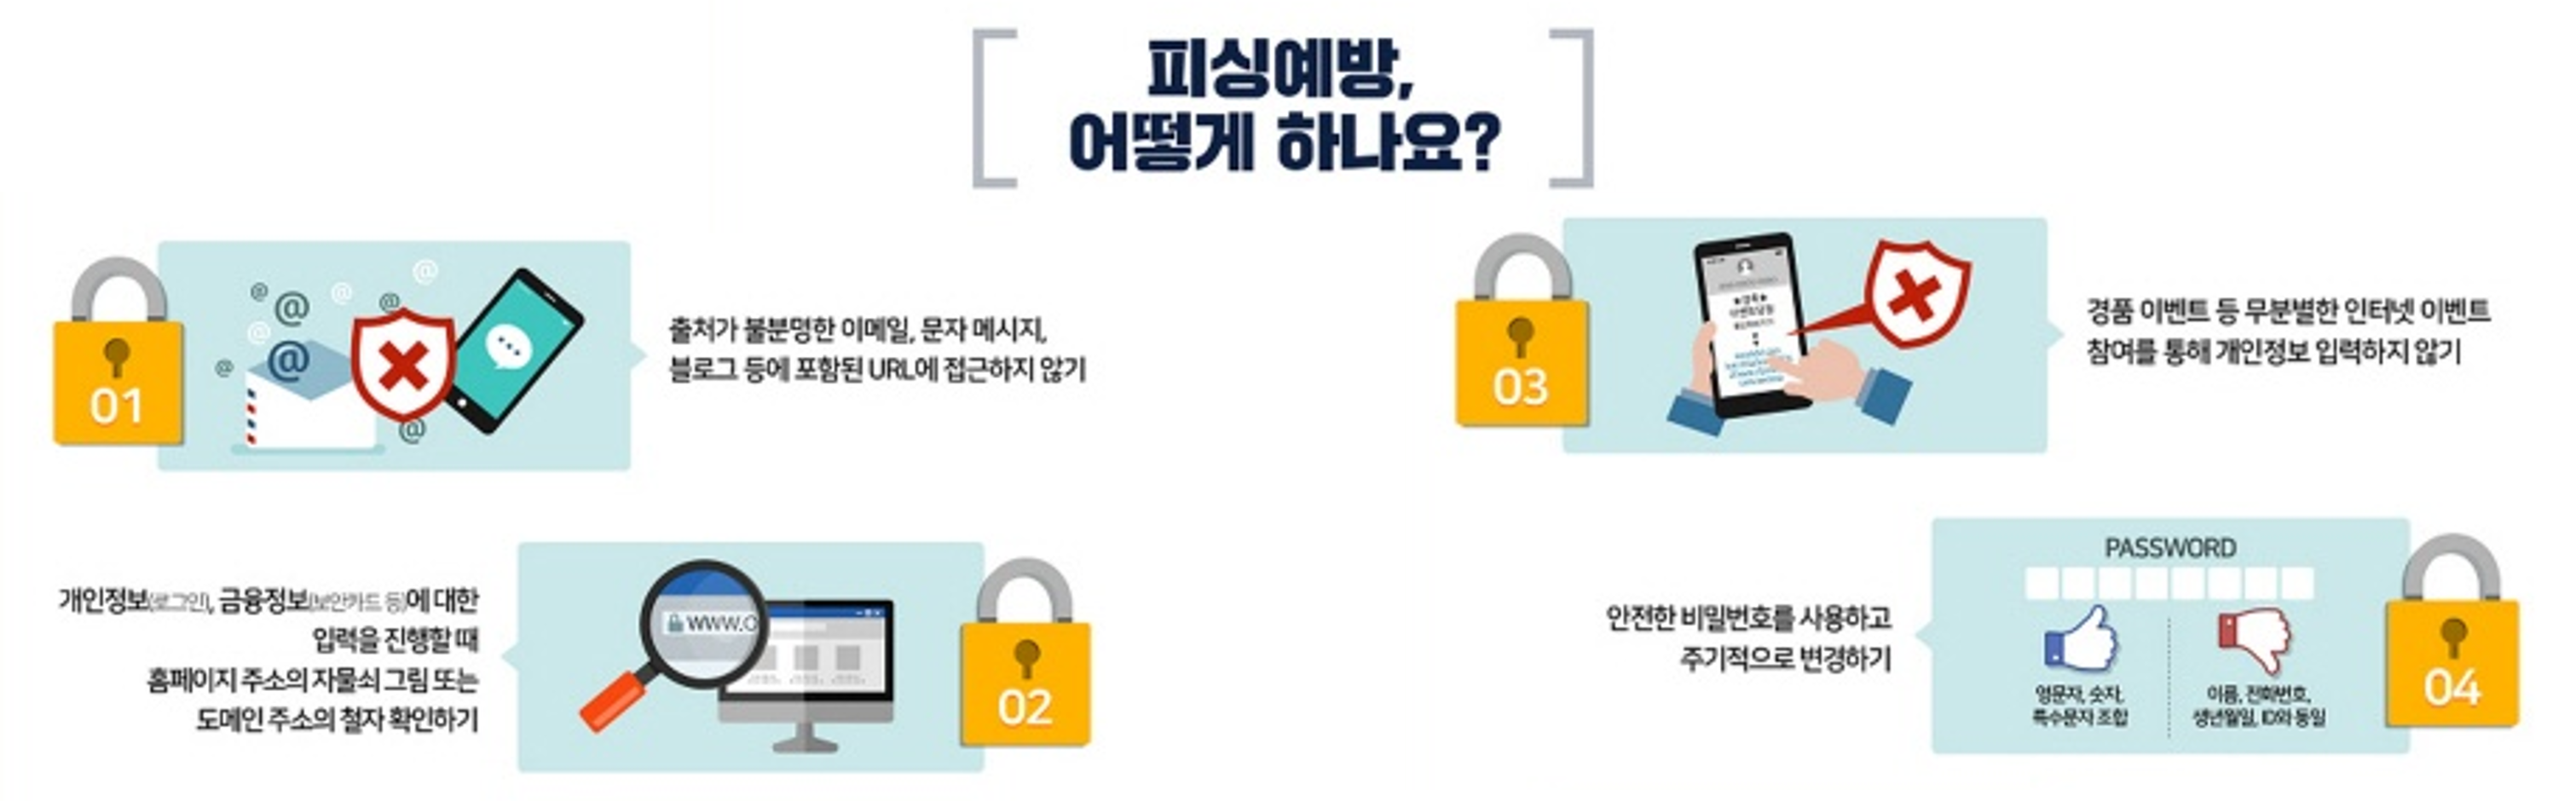 피싱예방,
어떻게 하나요?
01
출처가 불분명한 이메일, 문자 메시지,
블로그 등에 포함된 URL에 접근하지 않기
개인정보(로그인), 금융정보(보안카드 등)에 대한
입력을 진행할 때
홈페이지 주소의 자물쇠 그림 또는
도메인 주소의 철자 확인하기
WWW.O
02
03
경품 이벤트 등 무분별한 인터넷 이벤트
참여를 통해 개인정보 입력하지 않기
안전한 비밀번호를 사용하고
주기적으로 변경하기
PASSWORD
영문자, 숫자,
특수문자 조합
이름, 전화번호,
생년월일, ID와 동일
04